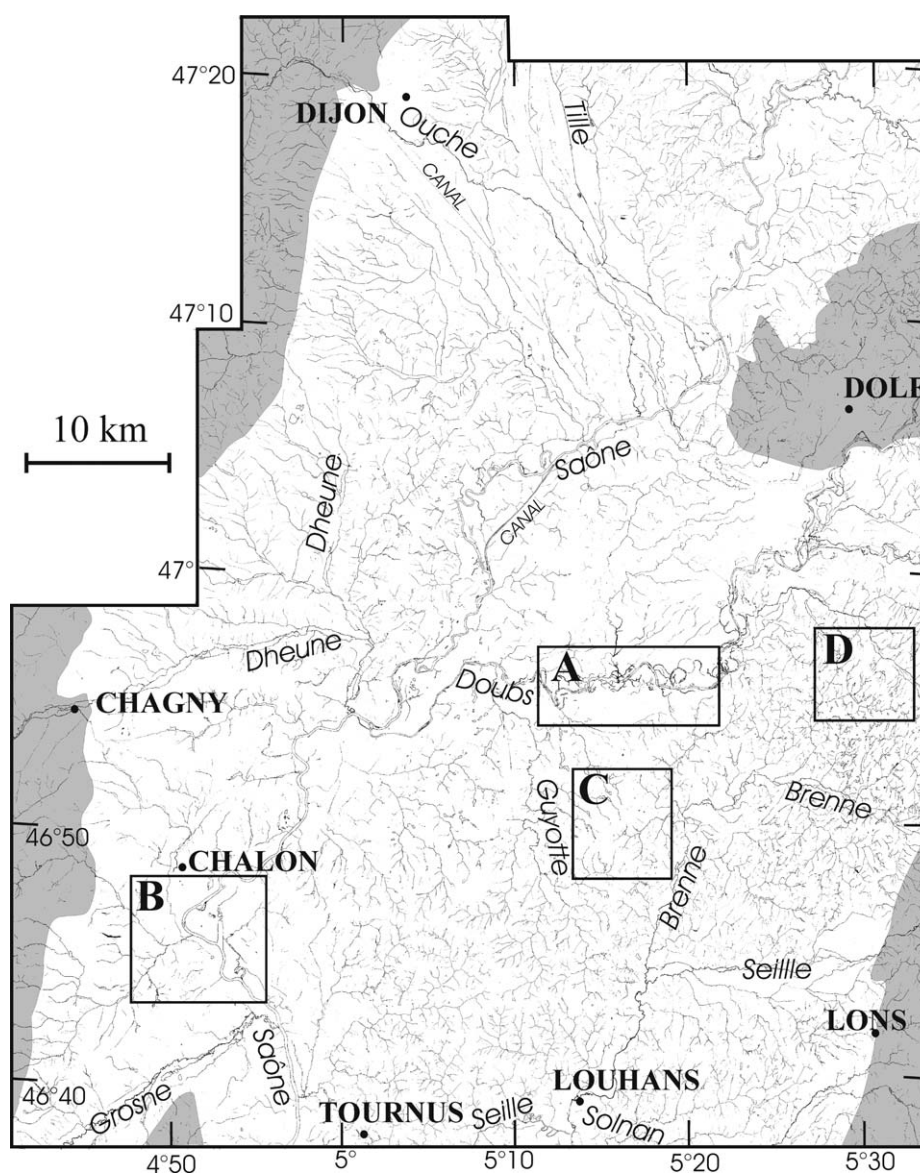 47°20
DIJON
Ouche
Tille
CANAL
47°10
DOLE
10 km
Saône
Dheune
CANAL
47°
Dheune
A
D
Doubs
CHAGNY
C
Guyotte
Brenne
46°50
CHALON
Brenne
B
Seillle
LONS
Saône
46°40
LOUHANS
Grosne
TOURNUS
Seille
Solnan
4°50
5°
5°10
5°20
5°30